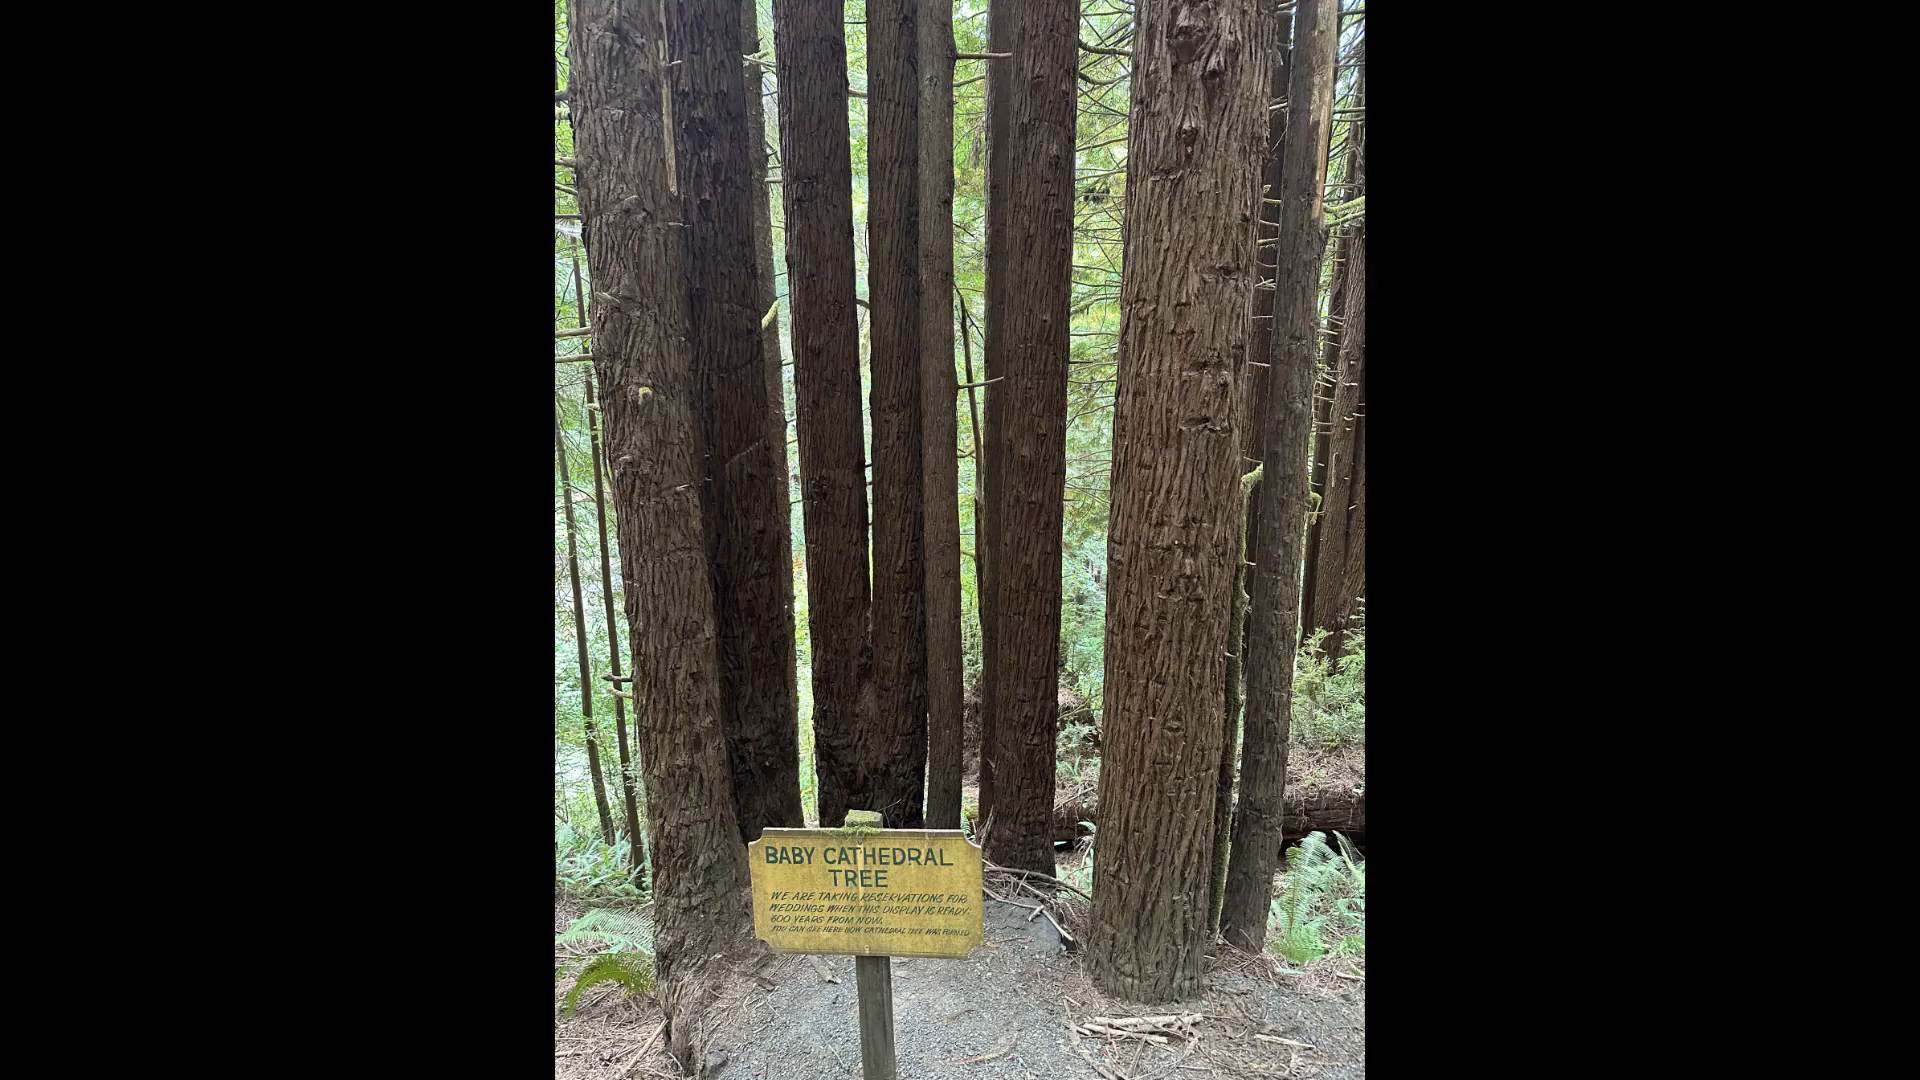 BABY CATHEDRAL
TREE
WE ARE TAKING RESERVATIONS FOR
WEDDINGS WHEN THIS DISPLAY IS READY.
600 YEARS FROM NOW.
YOU CAN SEE HERE HOW CATHEDRAL TREE WAS FORMED